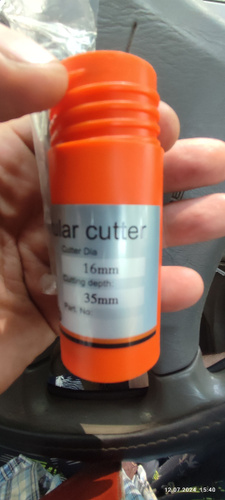 ular cutter
Cutter Dia
16mm
Cutting depth:
35mm
Part. No:
12.07.2024 15:40